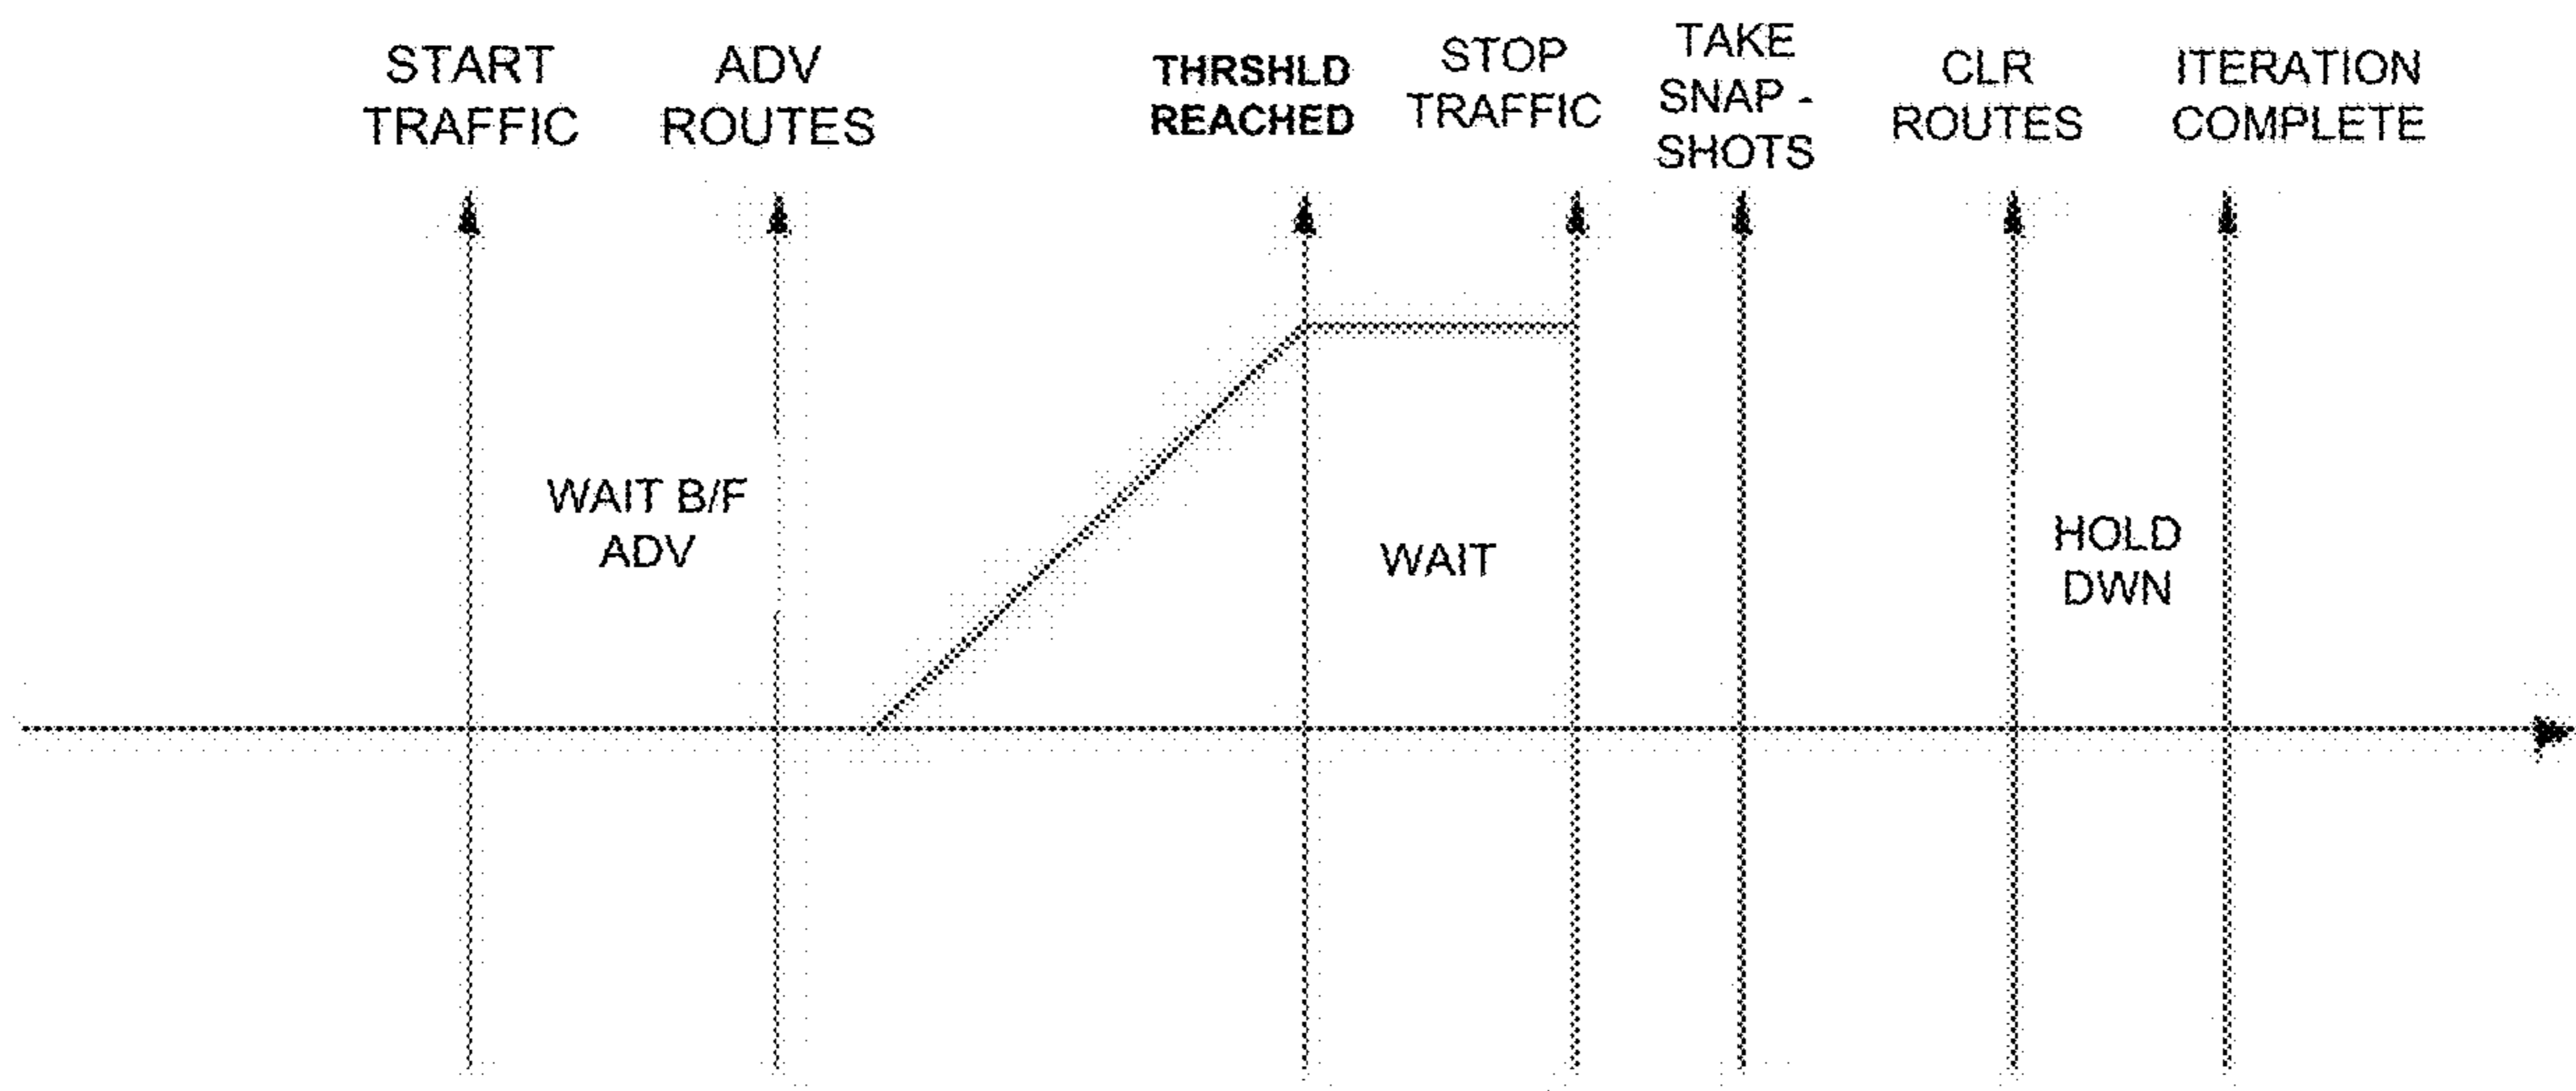 START
TRAFFIC
ADV
ROUTES
THRSHLD
REACHED
STOP
TRAFFIC
TAKE
SNAP -
SHOTS
CLR
ROUTES
ITERATION
COMPLETE
WAIT B/F
ADV
WAIT
HOLD
DWN